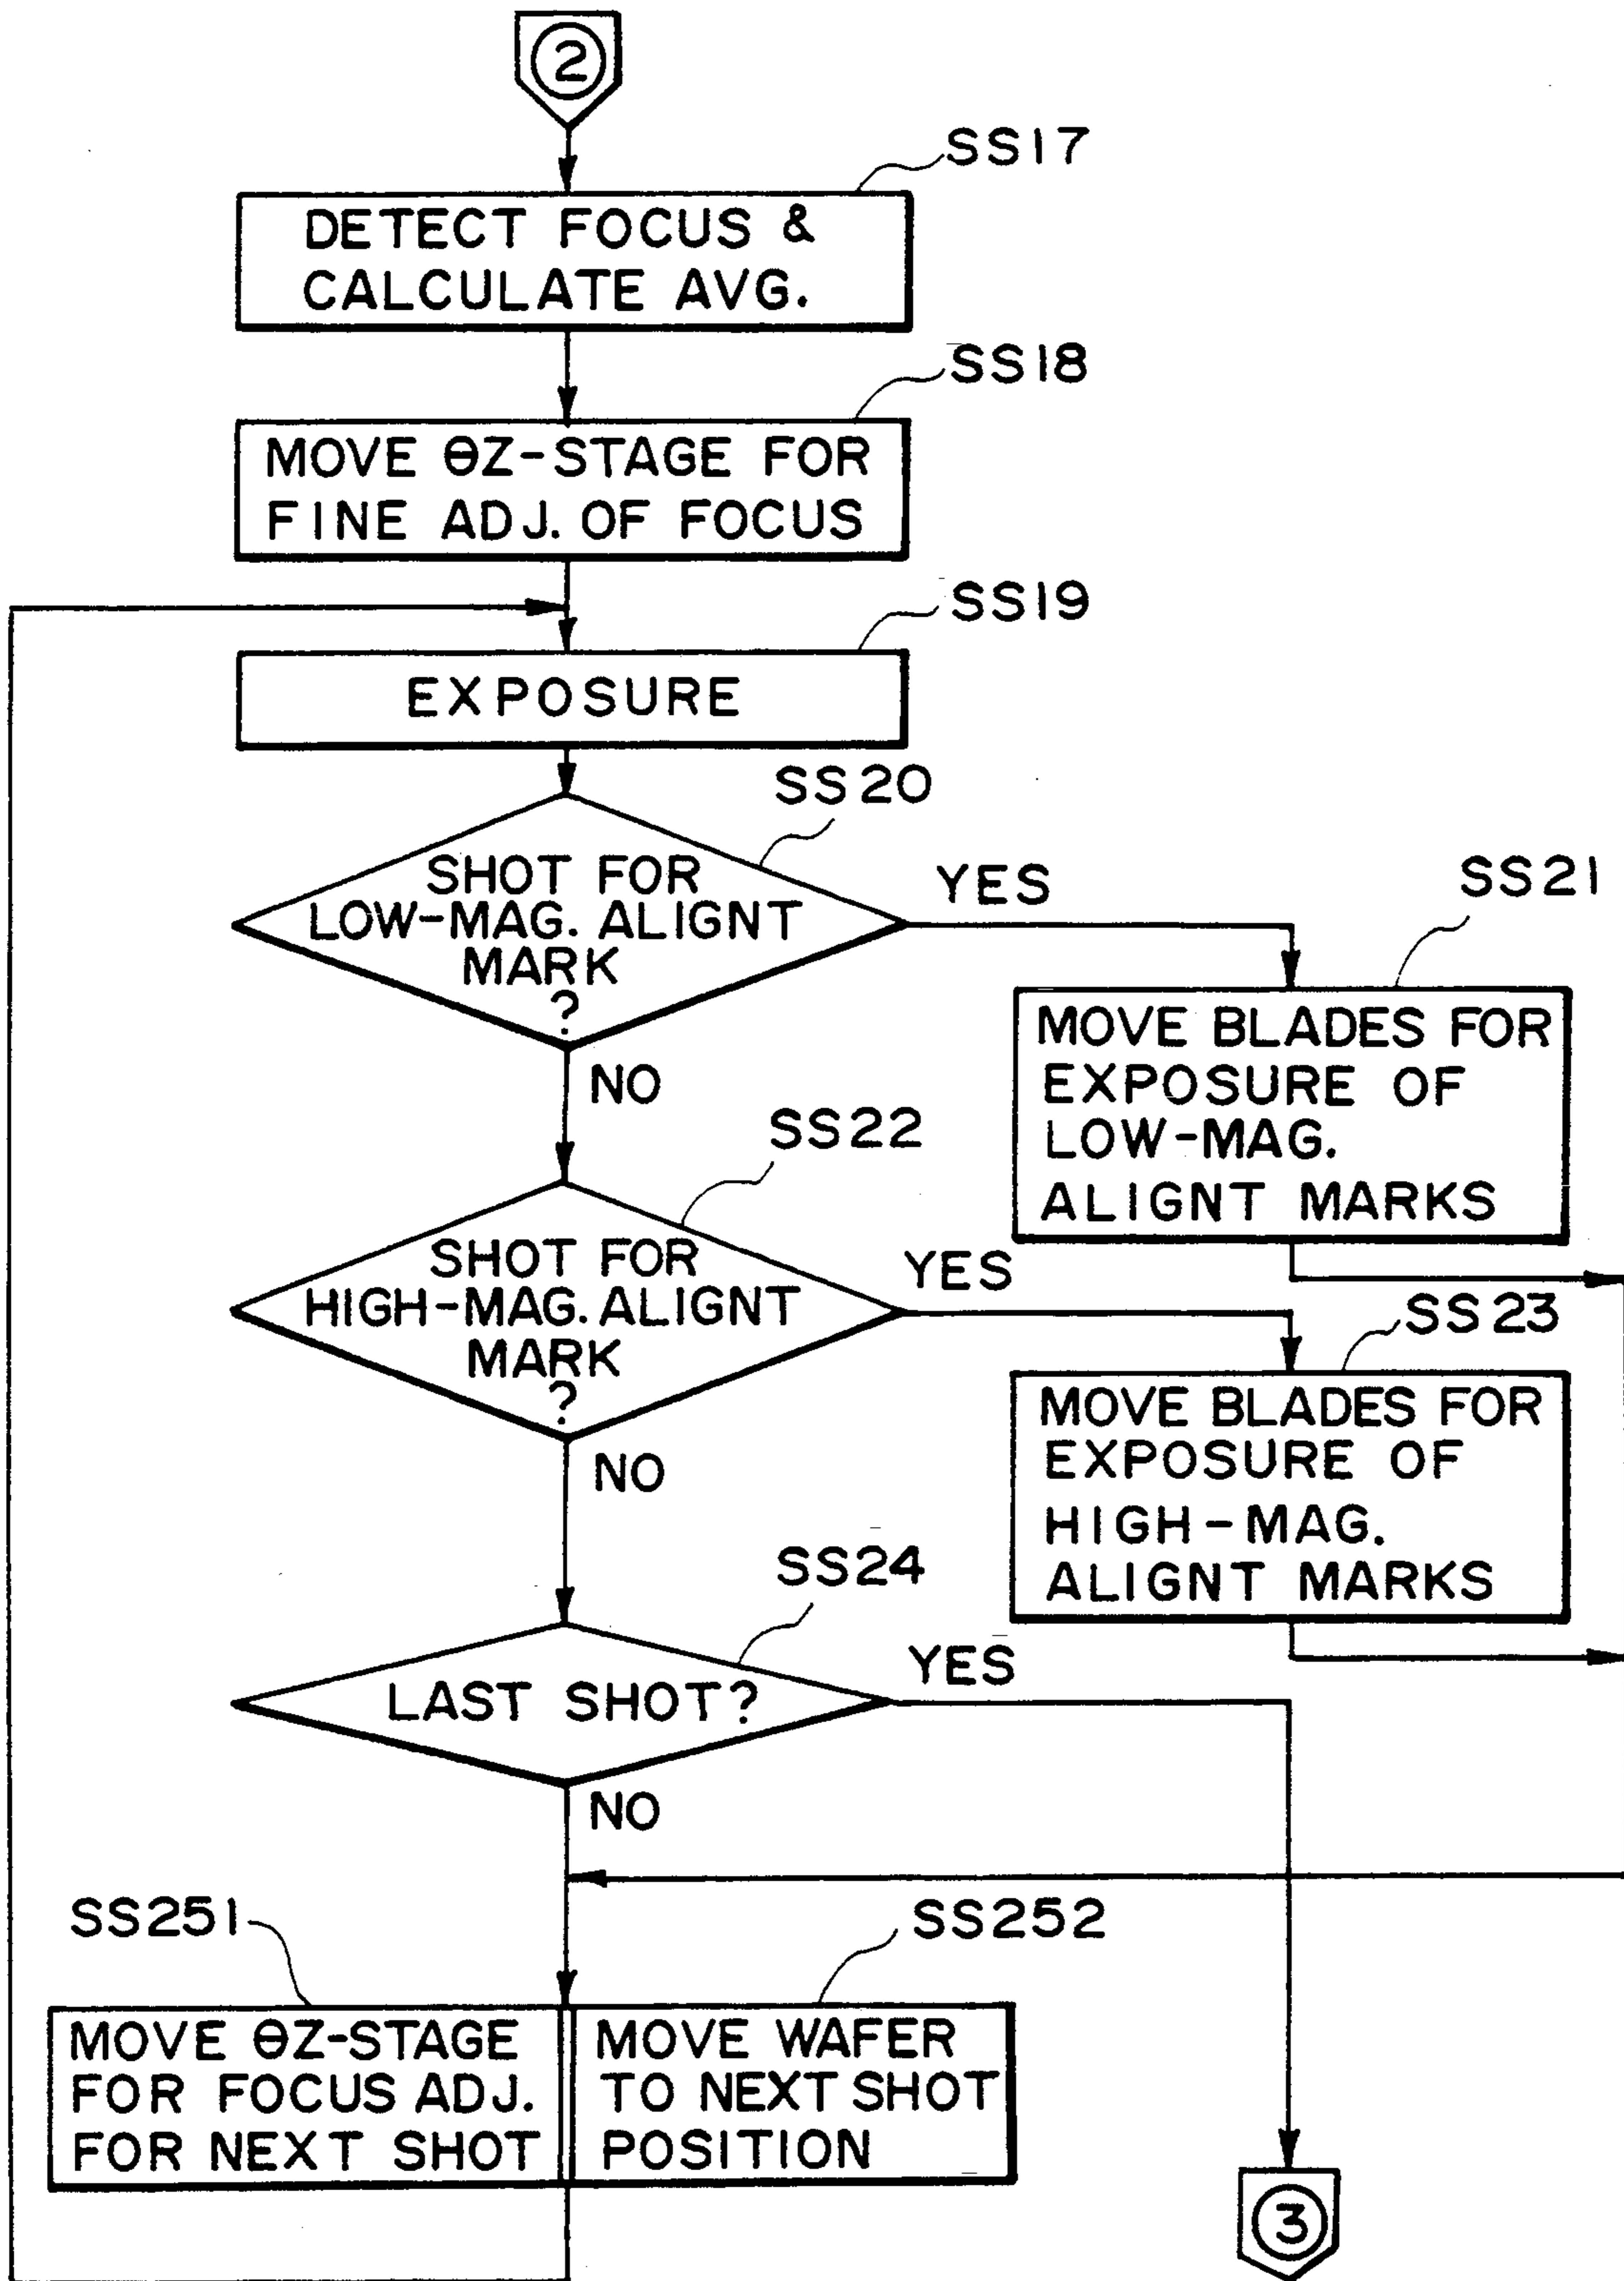 2
SS17
DETECT FOCUS &
CALCULATE AVG.
SS18
MOVE ΘZ-STAGE FOR
FINE ADJ. OF FOCUS
SS19
EXPOSURE
SS20
SHOT FOR
LOW-MAG. ALIGNT
MARK
?
YES
NO
SS21
MOVE BLADES FOR
EXPOSURE OF
LOW-MAG.
ALIGNT MARKS
SS22
SHOT FOR
HIGH-MAG. ALIGNT
MARK
?
YES
NO
SS23
MOVE BLADES FOR
EXPOSURE OF
HIGH-MAG.
ALIGNT MARKS
SS24
LAST SHOT?
YES
NO
SS251
MOVE ΘZ-STAGE
FOR FOCUS ADJ.
FOR NEXT SHOT
SS252
MOVE WAFER
TO NEXT SHOT
POSITION
3